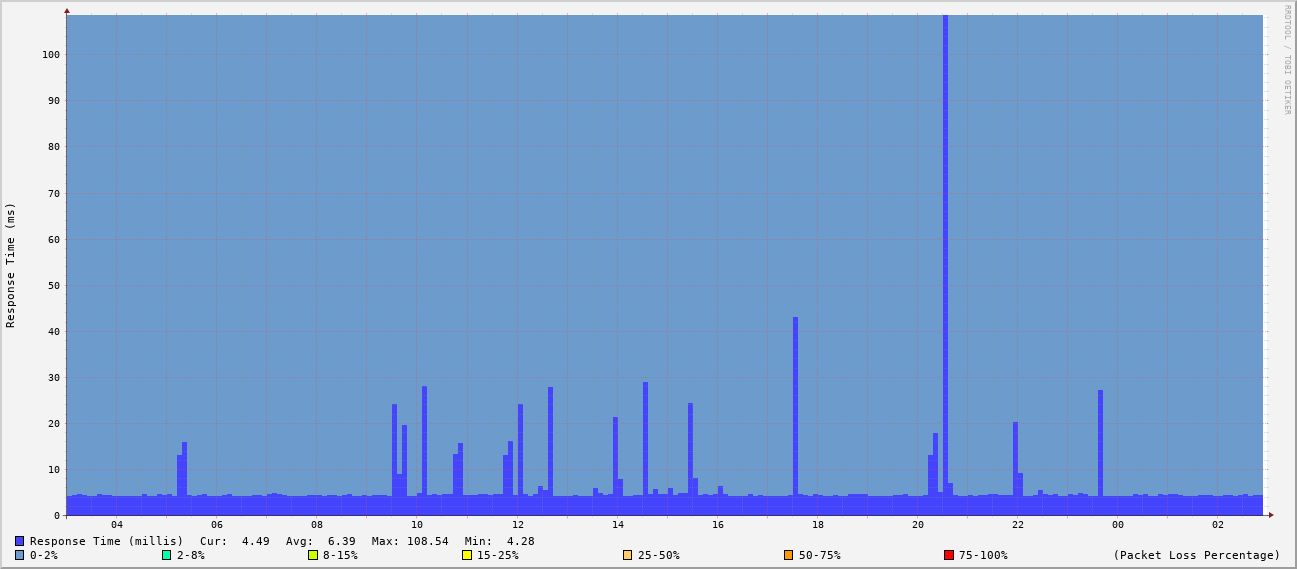 RRDTOOL / TOBI OETIKER
Response Time (ms)
100
90
80
70
60
50
40
30
20
10
0
04 06 08 10 12 14 16 18 20 22 00 02
Response Time (millis) Cur: 4.49 Avg: 6.39 Max: 108.54 Min: 4.28
0-2% 2-8% 8-15% 15-25% 25-50% 50-75% 75-100% (Packet Loss Percentage)